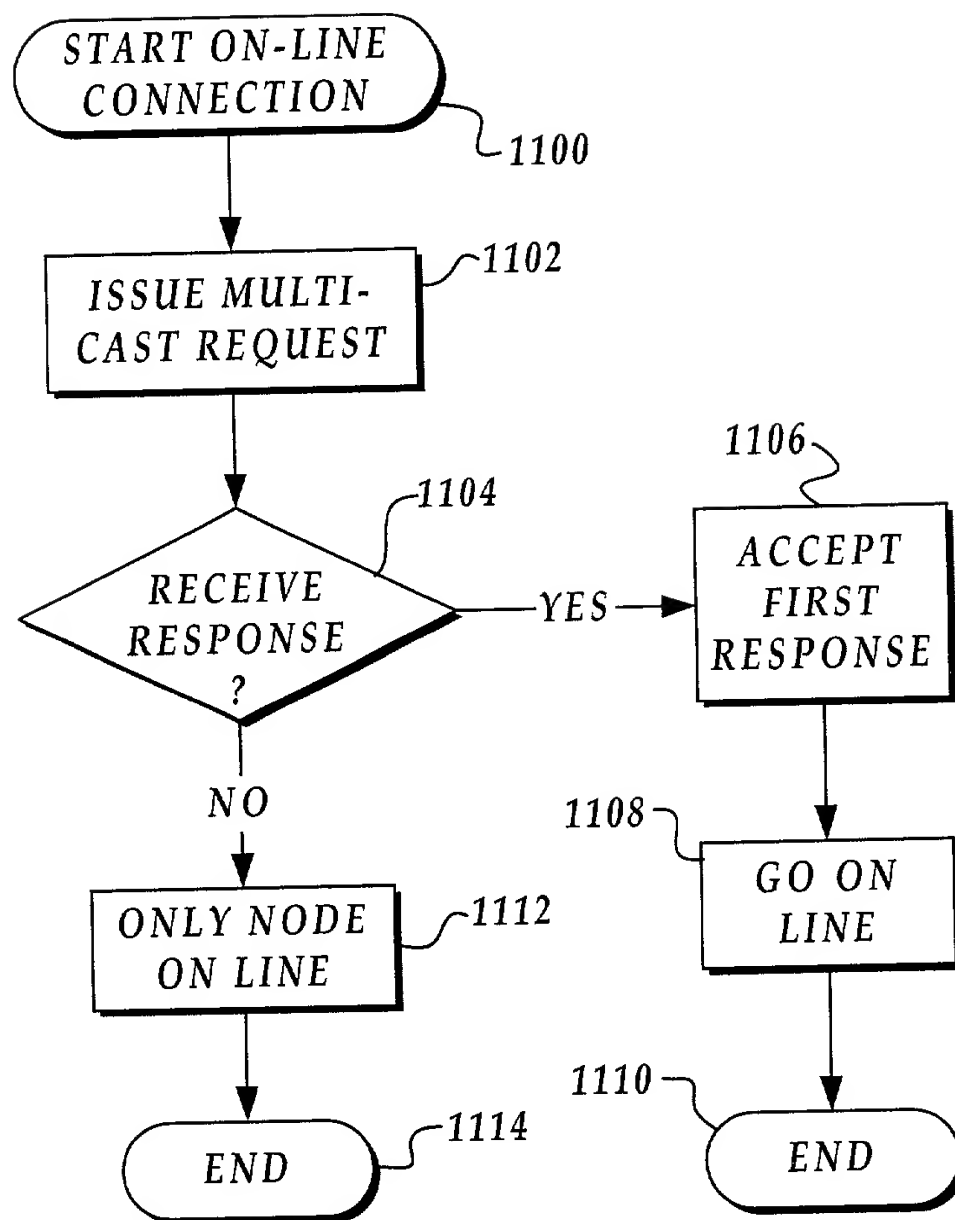 START ON-LINE
CONNECTION
1100
1102
ISSUE MULTI-
CAST REQUEST
1104
RECEIVE
RESPONSE
?
YES
1106
ACCEPT
FIRST
RESPONSE
NO
1108
GO ON
LINE
ONLY NODE
ON LINE
1112
1110
END
1114
END